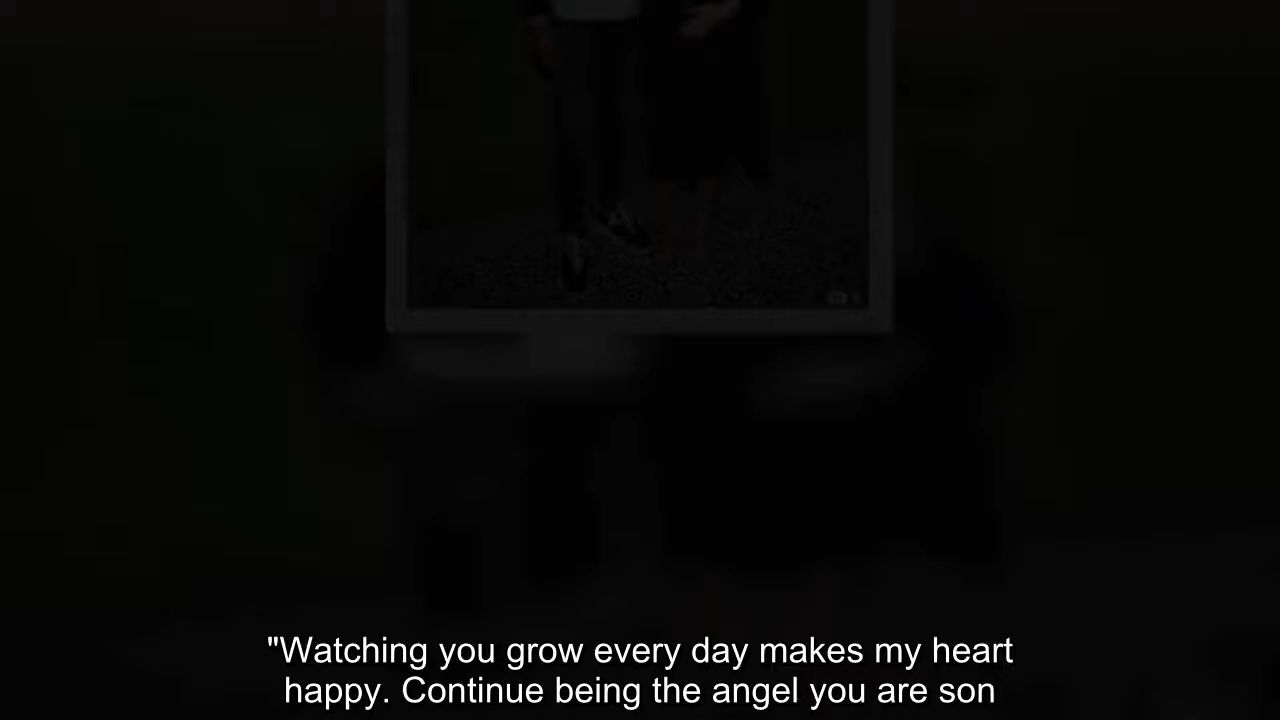 "Watching you grow every day makes my heart
happy. Continue being the angel you are son